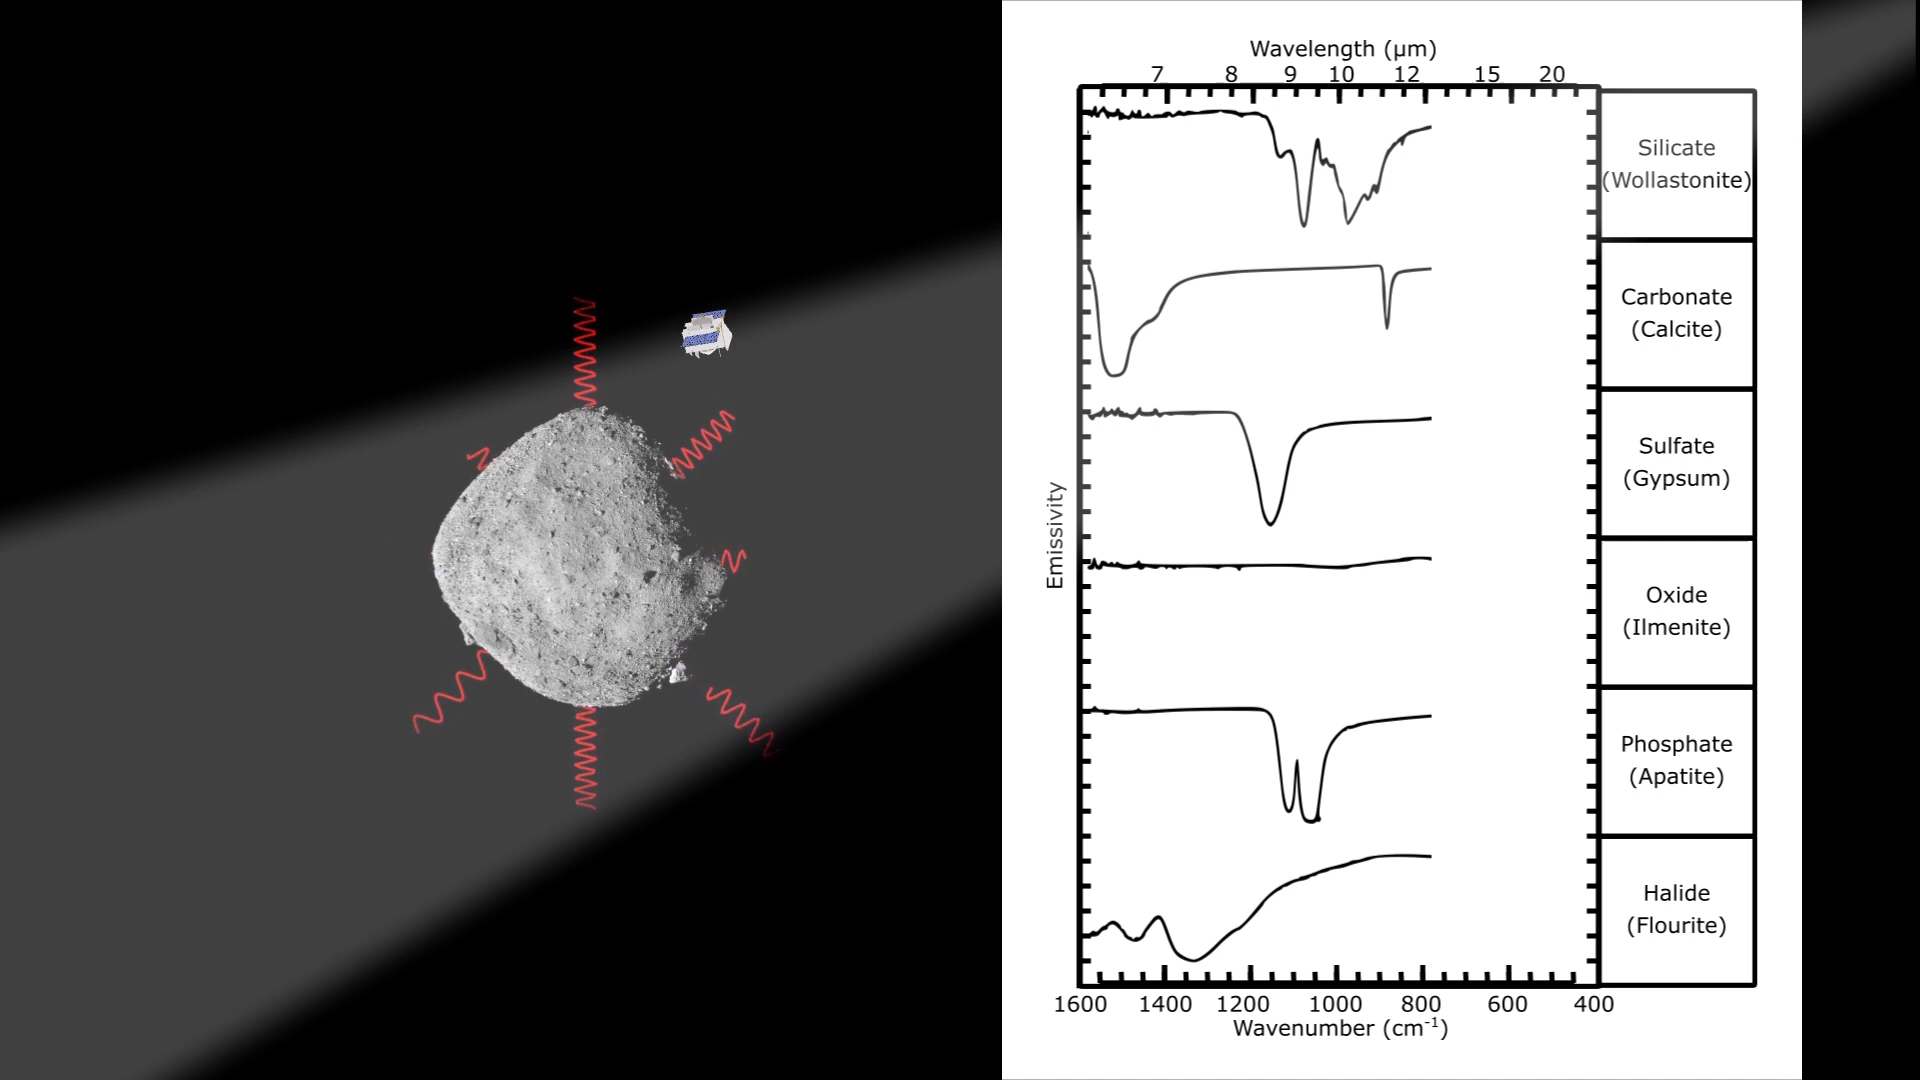 Wavelength (μm)
7 8 9 10 12 15 20
Silicate
(Wollastonite)
Carbonate
(Calcite)
Sulfate
(Gypsum)
Emissivity
Oxide
(Ilmenite)
Phosphate
(Apatite)
Halide
(Flourite)
1600 1400 1200 1000 800 600 400
Wavenumber (cm⁻¹)